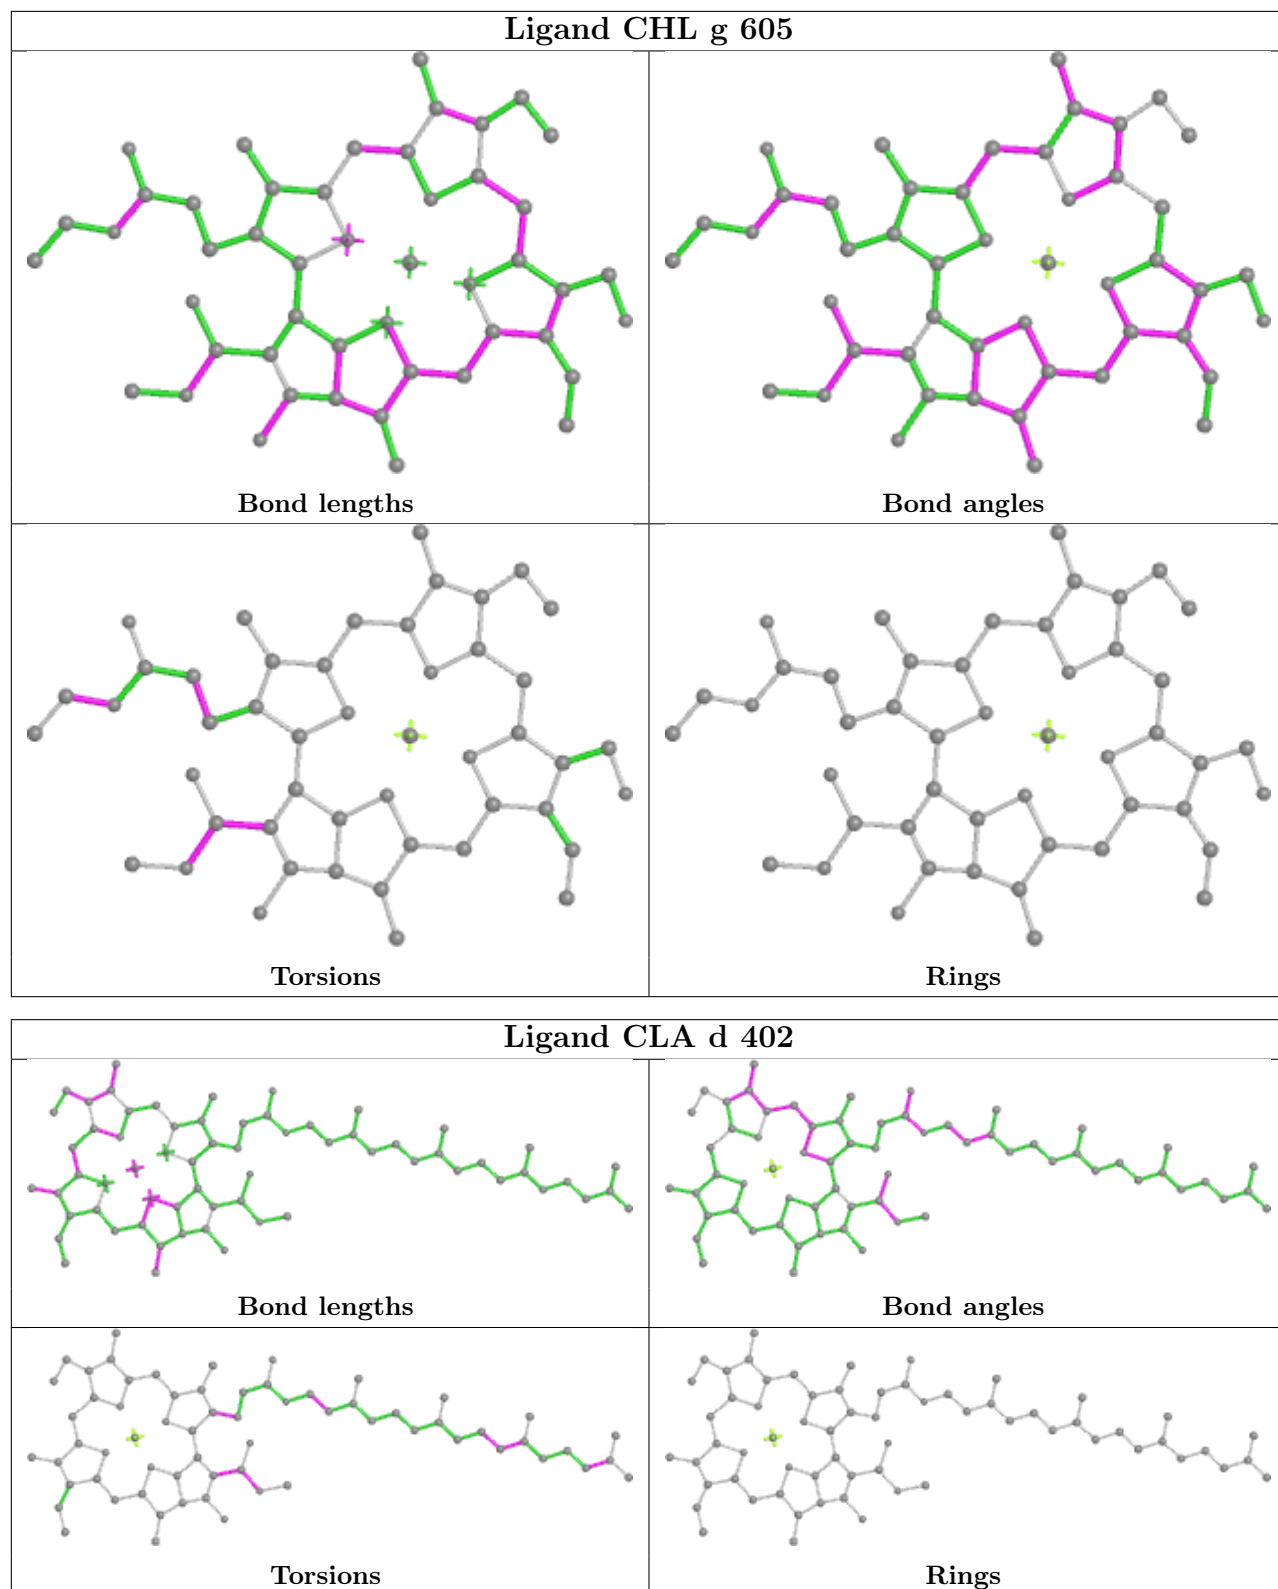 Ligand CHL g 605
Bond lengths
Bond angles
Torsions
Rings
Ligand CLA d 402
Bond lengths
Bond angles
Torsions
Rings